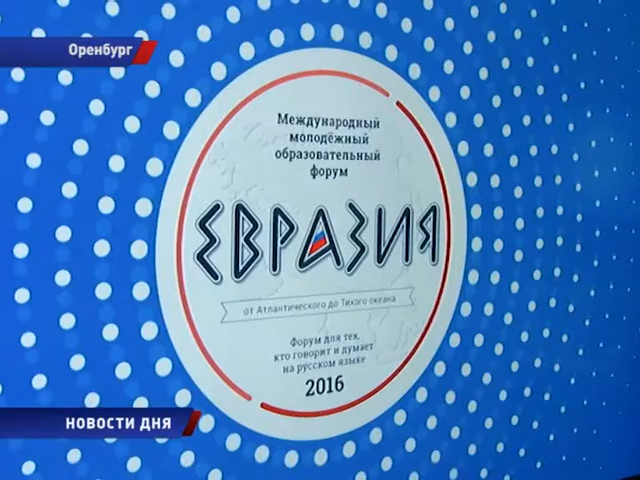 Оренбург
Международный
молодёжный
образовательный
форум
ЕВРАЗИЯ
от Атлантического до Тихого океана
Форум для тех,
кто говорит и думает
на русском языке
2016
НОВОСТИ ДНЯ